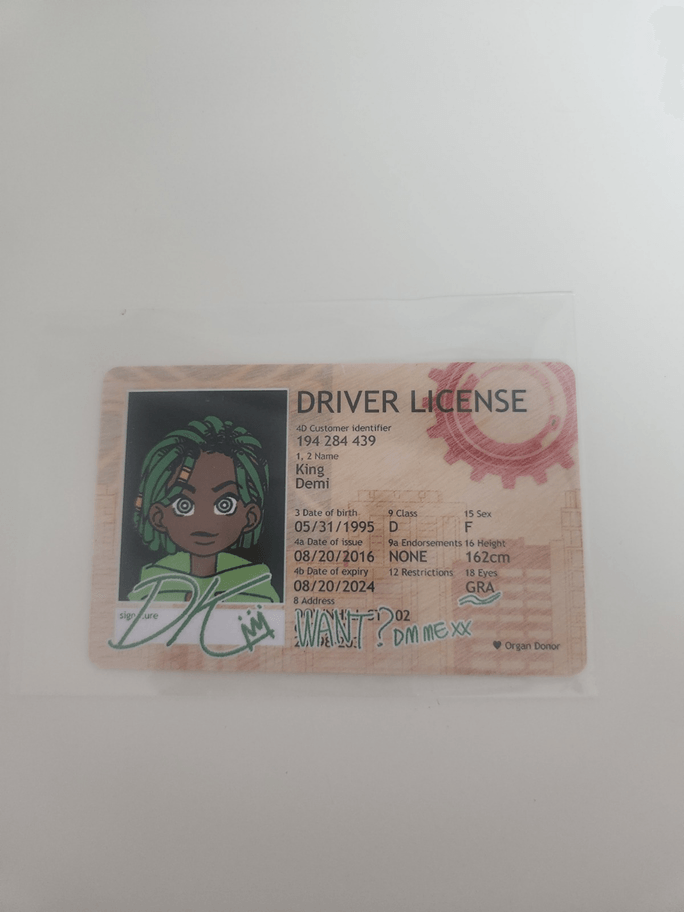 DRIVER LICENSE
4D Customer identifier
194 284 439
1, 2 Name
King
Demi
3 Date of birth
9 Class
15 Sex
05/31/1995
D
F
4a Date of issue
9a Endorsements
16 Height
08/20/2016
NONE
162cm
4b Date of expiry
12 Restrictions
18 Eyes
08/20/2024
GRA
8 Address
02
WANT? DM ME XX
signature
DK
♥ Organ Donor